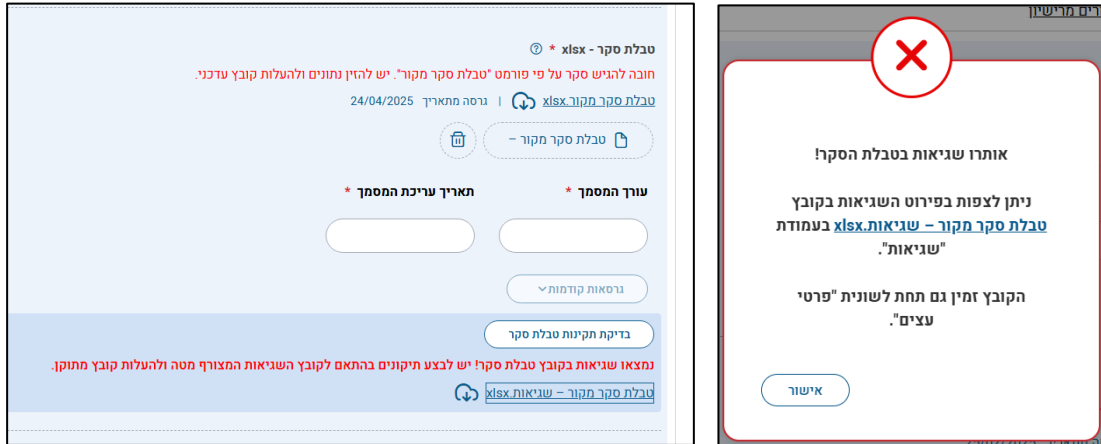 טבלת סקר - xlsx *
חובה להגיש סקר על פי פורמט "טבלת סקר מקור". יש להזין נתונים ולהעלות קובץ עדכני.
טבלת סקר מקור.xlsx | גרסה מתאריך 24/04/2025
טבלת סקר מקור –
עורך המסמך * תאריך עריכת המסמך *
גרסאות קודמות
בדיקת תקינות טבלת סקר
נמצאו שגיאות בקובץ טבלת סקר! יש לבצע תיקונים בהתאם לקובץ השגיאות המצורף מטה ולהעלות קובץ מתוקן.
טבלת סקר מקור – שגיאות.xlsx
אותרו שגיאות בטבלת הסקר!
ניתן לצפות בפירוט השגיאות בקובץ
טבלת סקר מקור – שגיאות.xlsx בעמודת
"שגיאות".
הקובץ זמין גם תחת לשונית "פרטי
עצים".
אישור